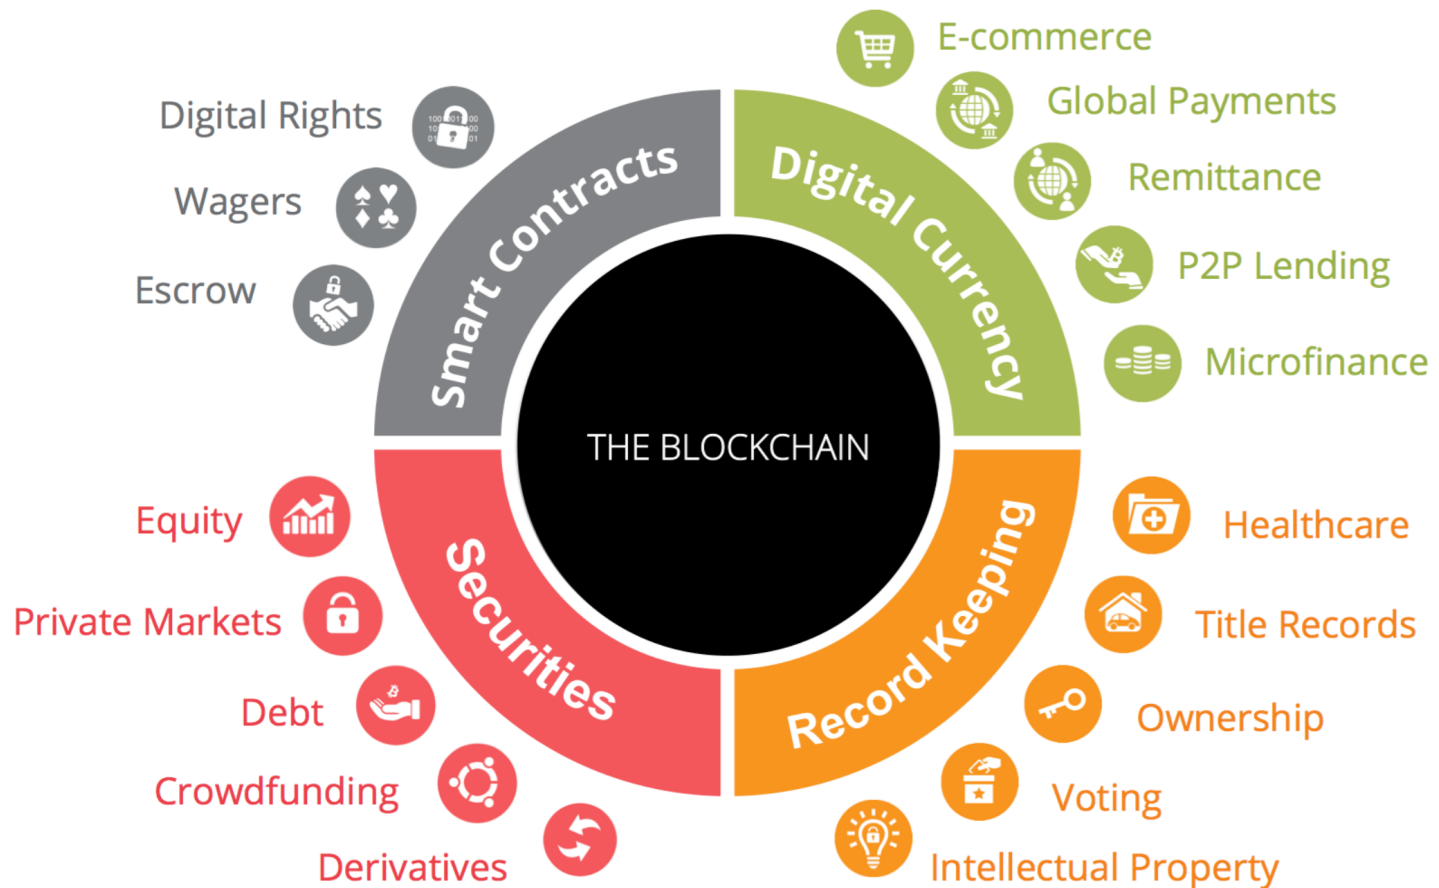 E-commerce
Global Payments
Remittance
P2P Lending
Microfinance
Digital Rights
Wagers
Escrow
Smart Contracts
Digital Currency
THE BLOCKCHAIN
Securities
Record Keeping
Equity
Private Markets
Debt
Crowdfunding
Derivatives
Healthcare
Title Records
Ownership
Voting
Intellectual Property